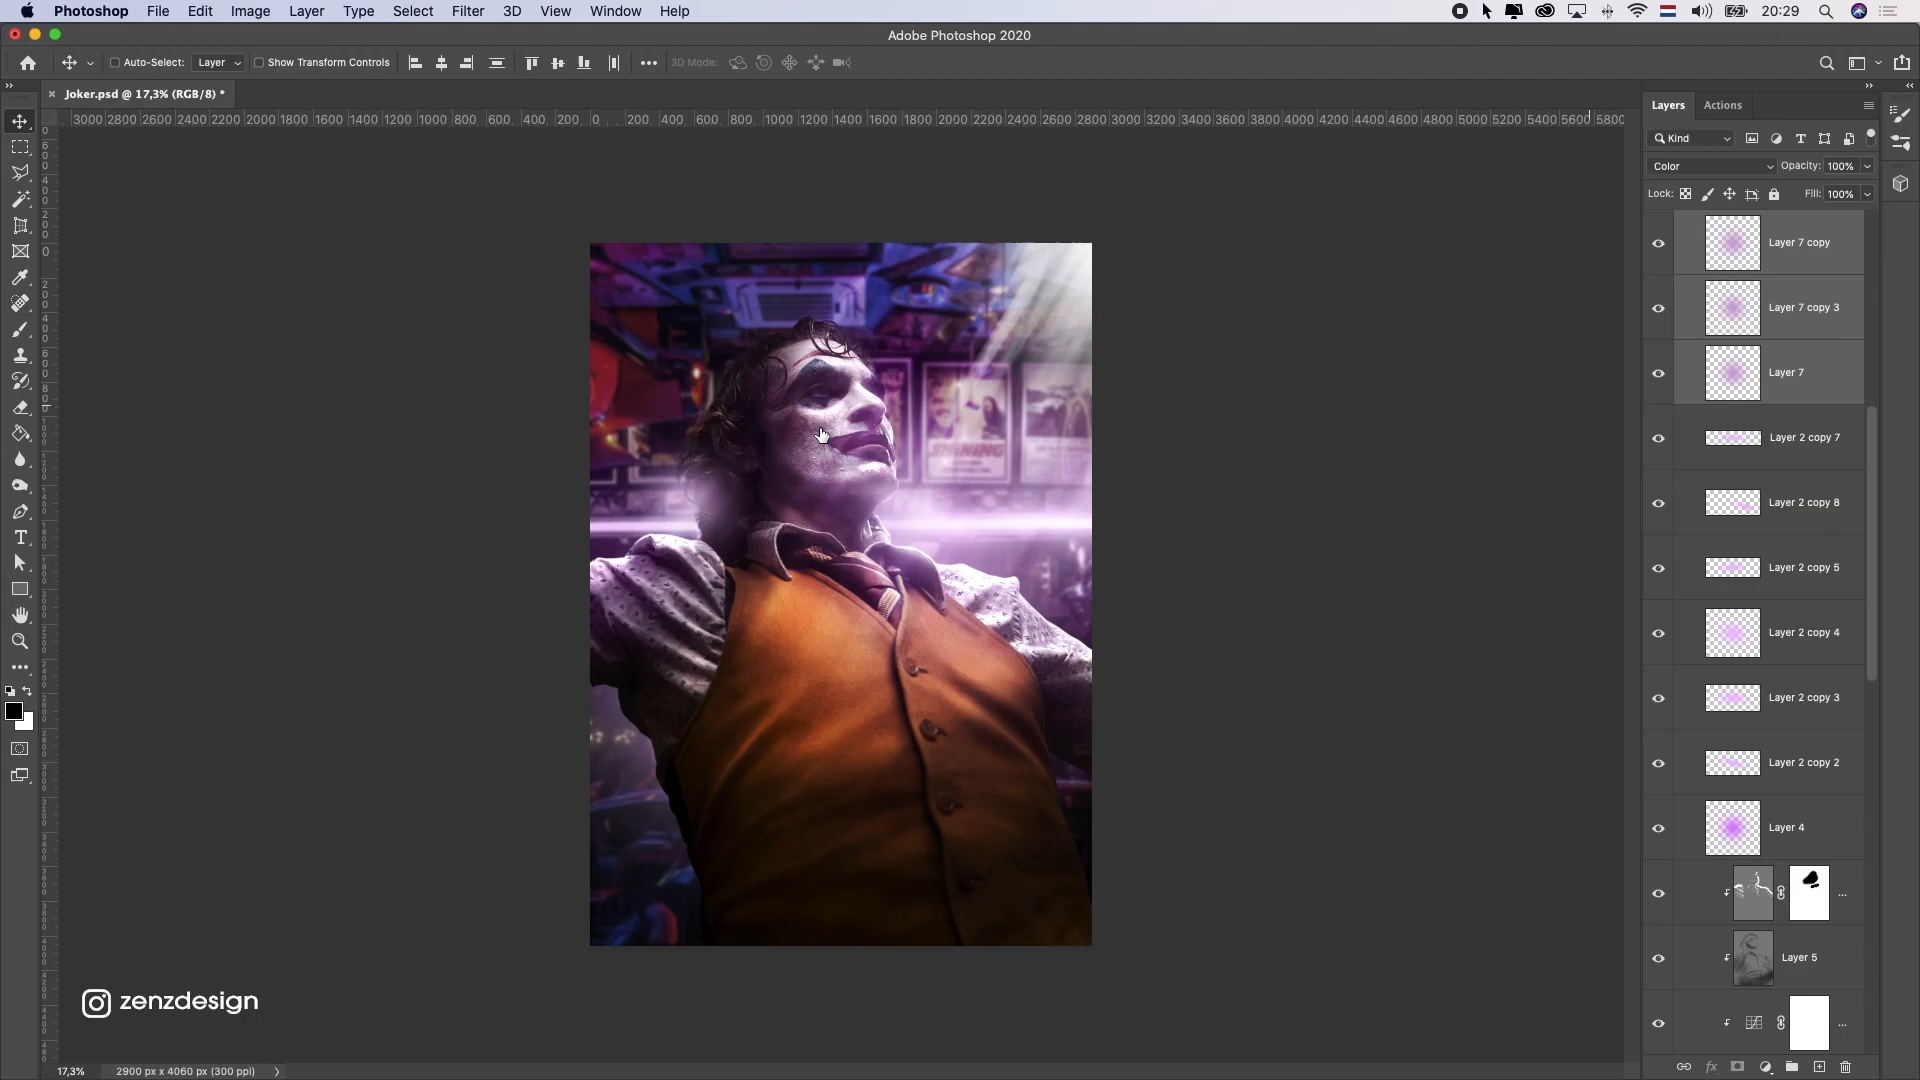 Photoshop File Edit Image Layer Type Select Filter 3D View Window Help 20:29
Adobe Photoshop 2020
Auto-Select: Layer Show Transform Controls 3D Mode:
Joker.psd @ 17,3% (RGB/8) *
3000 2800 2600 2400 2200 2000 1800 1600 1400 1200 1000 800 600 400 200 0 200 400 600 800 1000 1200 1400 1600 1800 2000 2200 2400 2600 2800 3000 3200 3400 3600 3800 4000 4200 4400 4600 4800 5000 5200 5400 5600 5800
Layers Actions
Kind
Color Opacity: 100%
Lock: Fill: 100%
Layer 7 copy
Layer 7 copy 3
Layer 7
Layer 2 copy 7
Layer 2 copy 8
Layer 2 copy 5
Layer 2 copy 4
Layer 2 copy 3
Layer 2 copy 2
Layer 4
...
Layer 5
...
SHINING
zenzdesign
17,3% 2900 px x 4060 px (300 ppi)